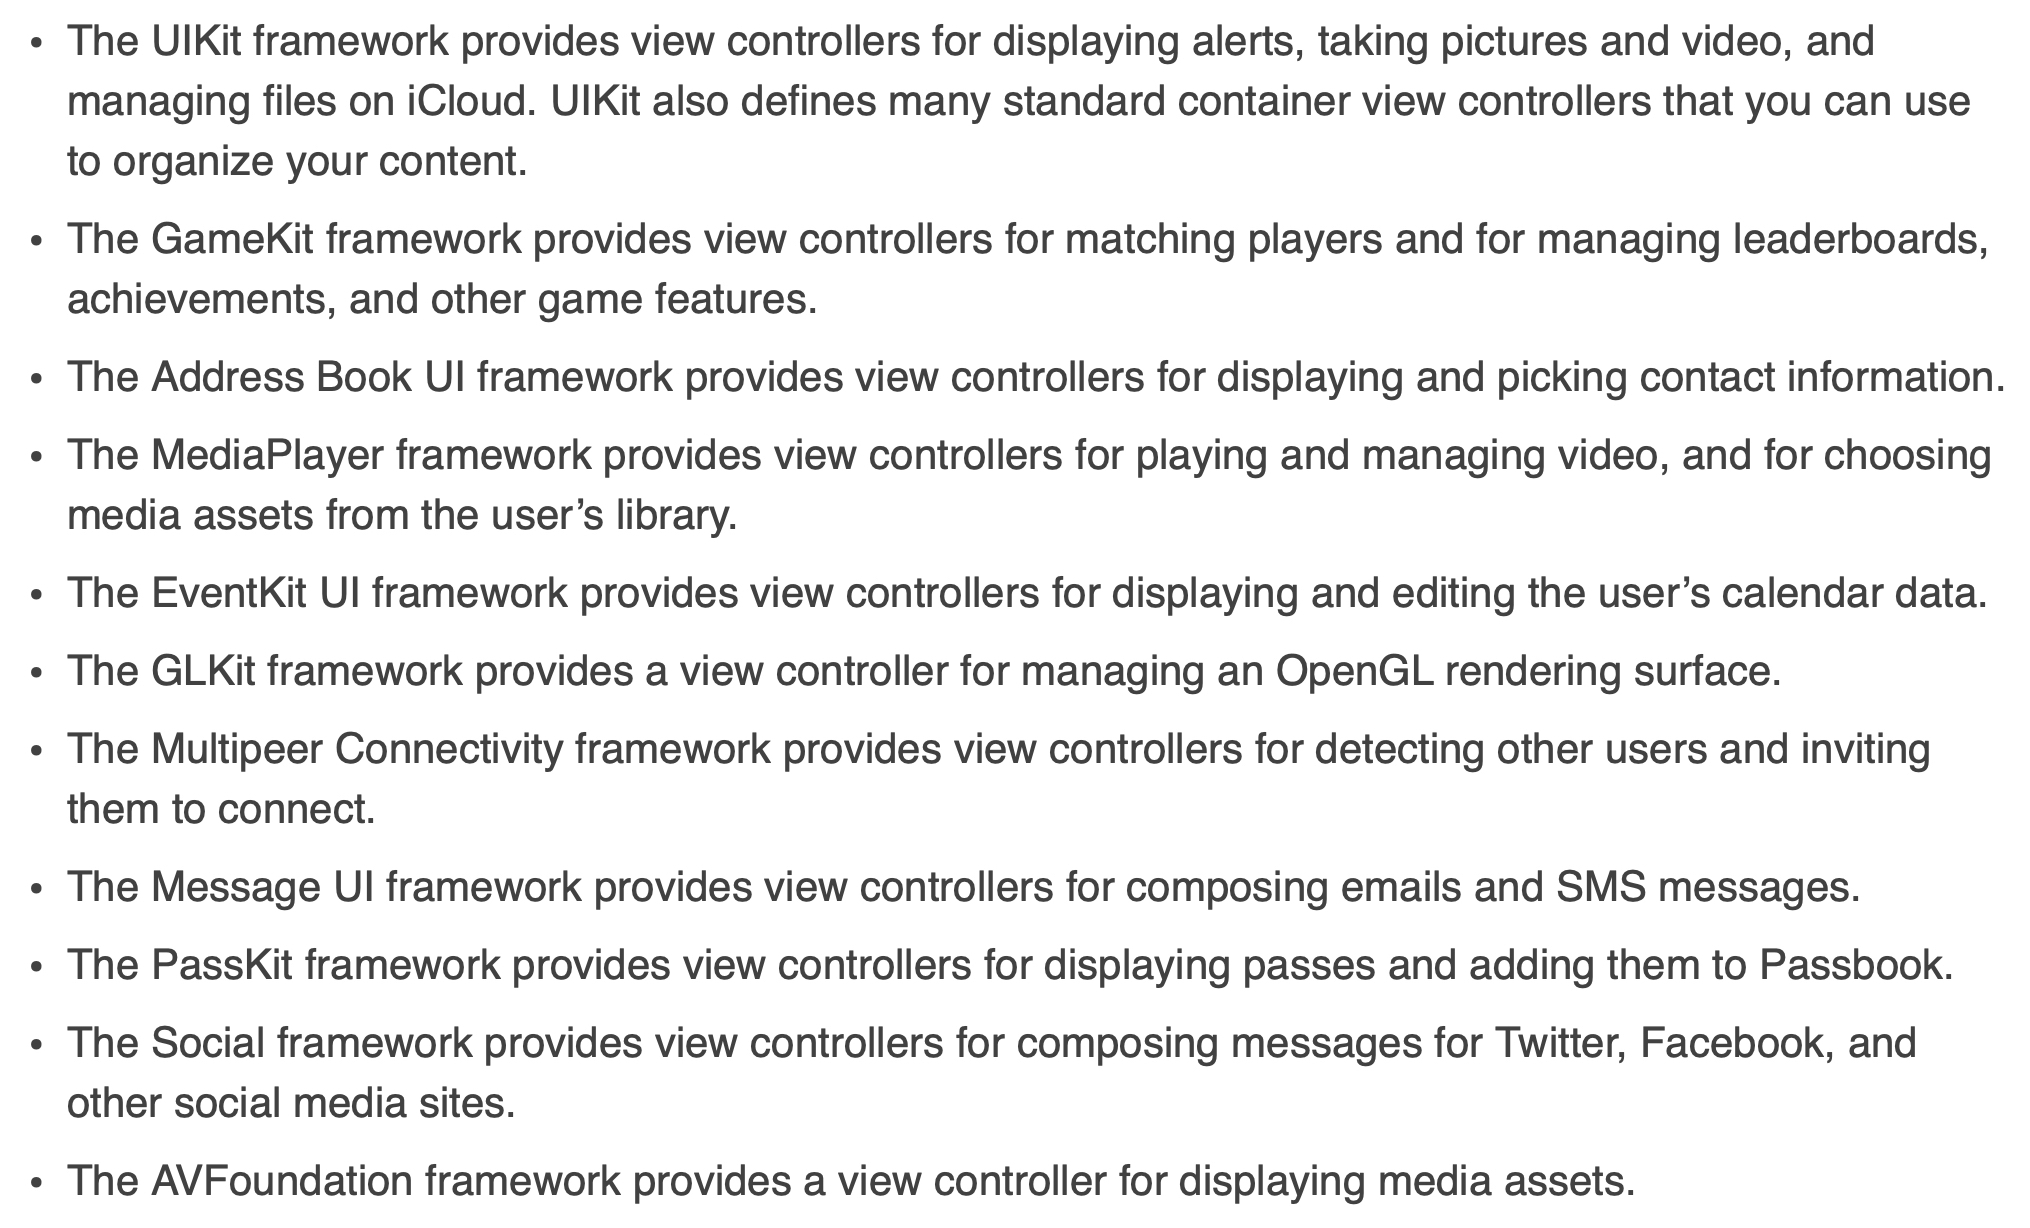 • The UIKit framework provides view controllers for displaying alerts, taking pictures and video, and
managing files on iCloud. UIKit also defines many standard container view controllers that you can use
to organize your content.
• The GameKit framework provides view controllers for matching players and for managing leaderboards,
achievements, and other game features.
• The Address Book UI framework provides view controllers for displaying and picking contact information.
• The MediaPlayer framework provides view controllers for playing and managing video, and for choosing
media assets from the user’s library.
• The EventKit UI framework provides view controllers for displaying and editing the user’s calendar data.
• The GLKit framework provides a view controller for managing an OpenGL rendering surface.
• The Multipeer Connectivity framework provides view controllers for detecting other users and inviting
them to connect.
• The Message UI framework provides view controllers for composing emails and SMS messages.
• The PassKit framework provides view controllers for displaying passes and adding them to Passbook.
• The Social framework provides view controllers for composing messages for Twitter, Facebook, and
other social media sites.
• The AVFoundation framework provides a view controller for displaying media assets.